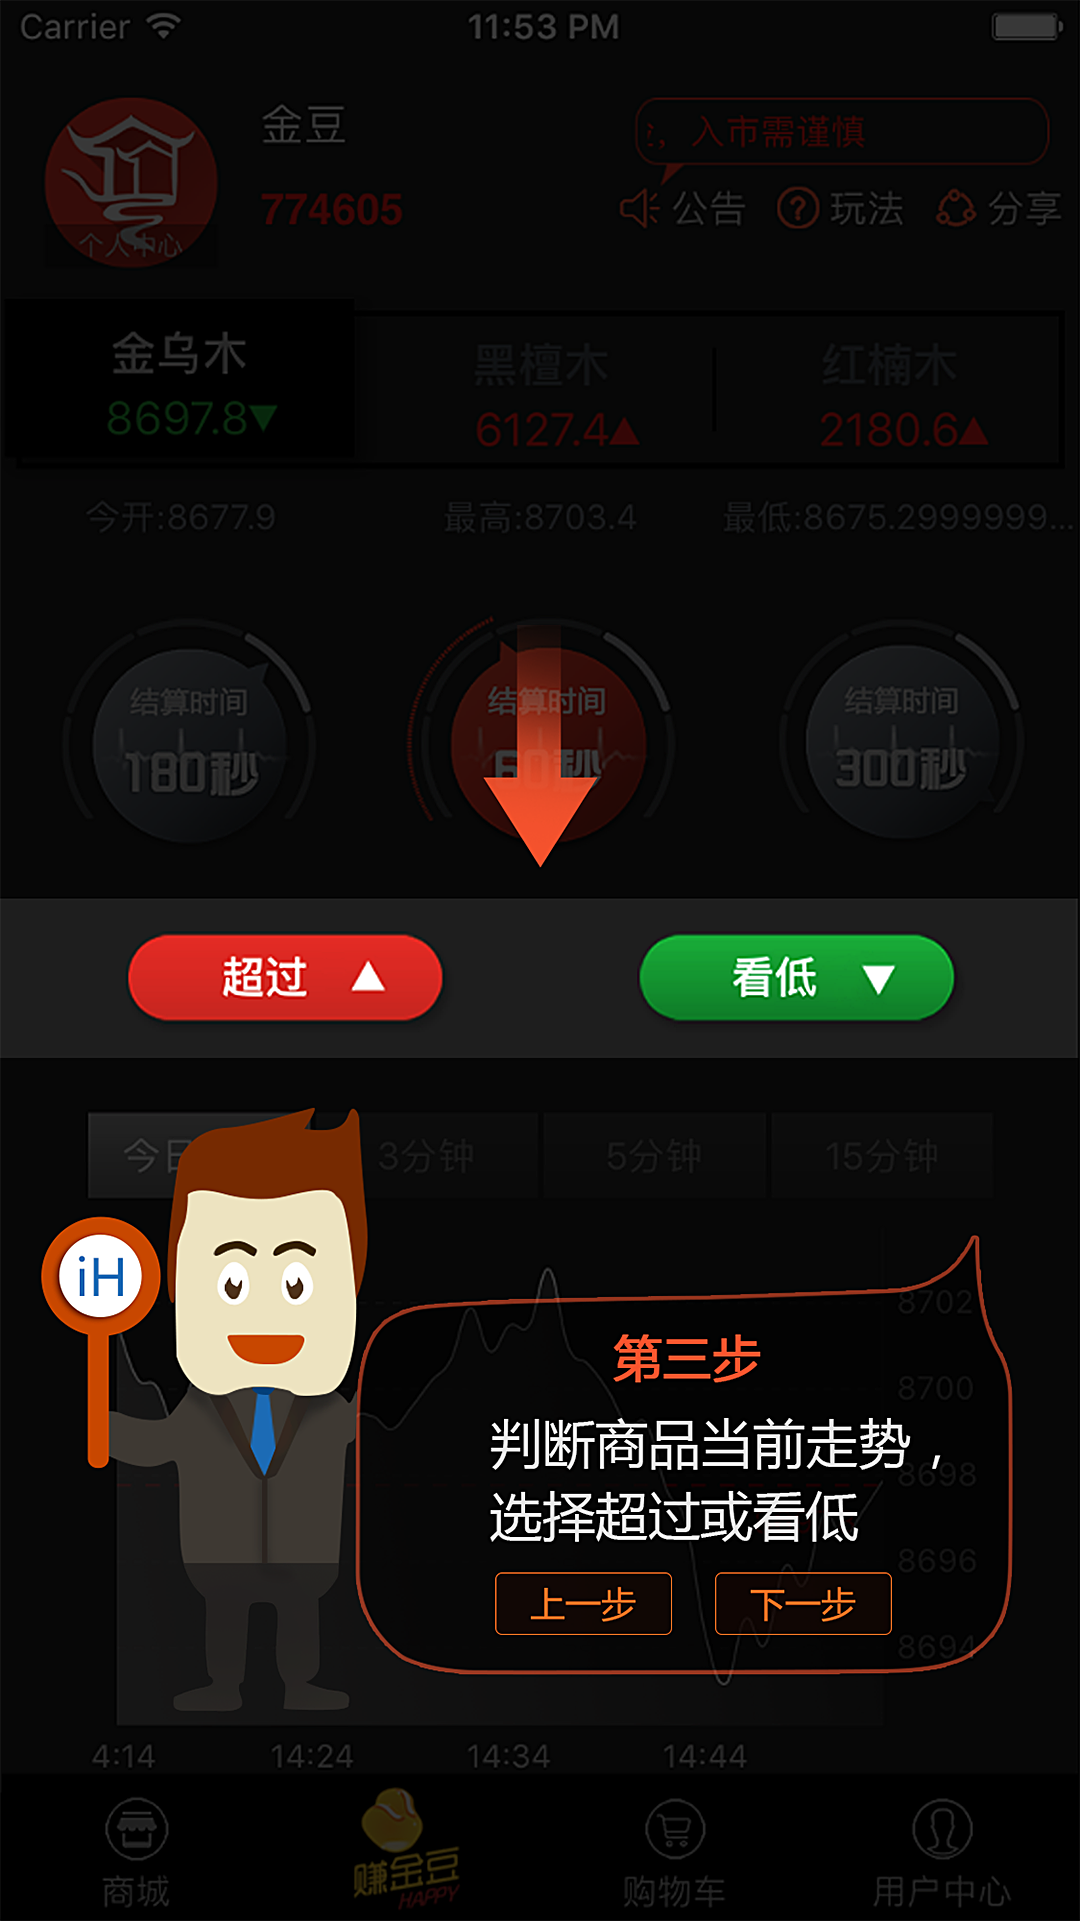 Carrier
11:53 PM
金豆
入市需谨慎
774605
公告
玩法
分享
个人中心
金乌木
黑檀木
红楠木
8697.8▼
6127.4▲
2180.6▲
今开:8677.9
最高:8703.4
最低:8675.2999999...
结算时间
结算时间
结算时间
180秒
60秒
300秒
超过 ▲
看低 ▼
今日
3分钟
5分钟
15分钟
iH
8702
第三步
8700
判断商品当前走势，
8698
选择超过或看低
8696
上一步
下一步
8694
4:14
14:24
14:34
14:44
商城
赚金豆
HAPPY
购物车
用户中心